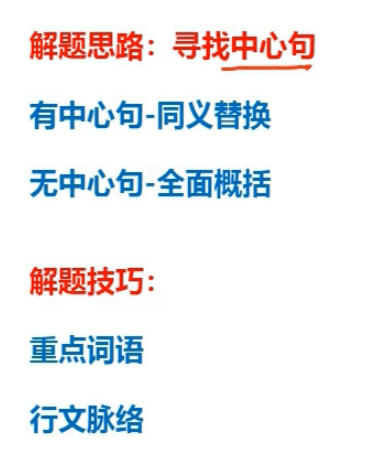 解题思路：寻找中心句
有中心句-同义替换
无中心句-全面概括
解题技巧：
重点词语
行文脉络